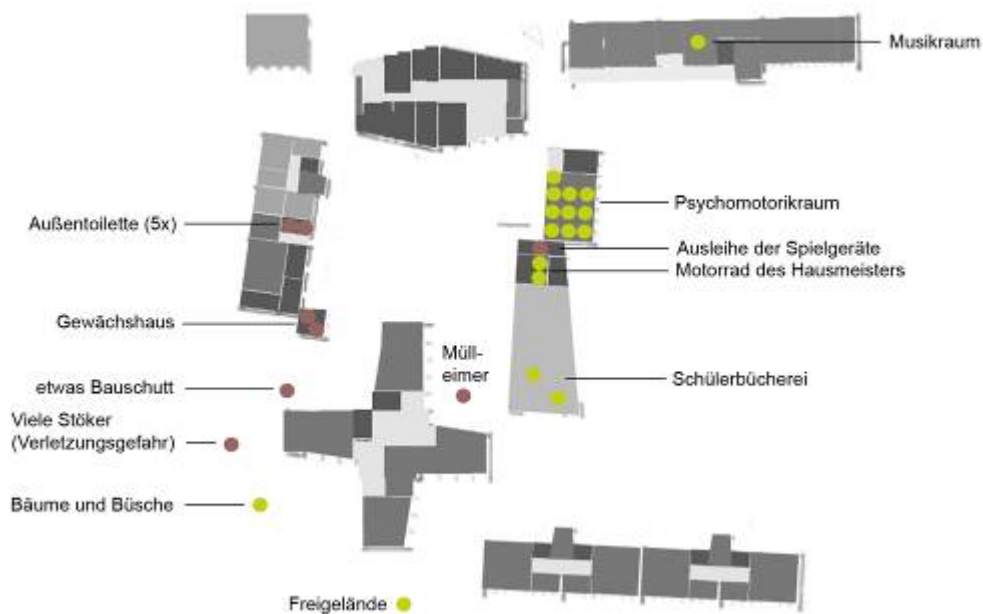 Musikraum
Psychomotorikraum
Außentoilette (5x)
Ausleihe der Spielgeräte
Motorrad des Hausmeisters
Gewächshaus
Müll-
eimer
etwas Bauschutt
Schülerbücherei
Viele Stöker
(Verletzungsgefahr)
Bäume und Büsche
Freigelände